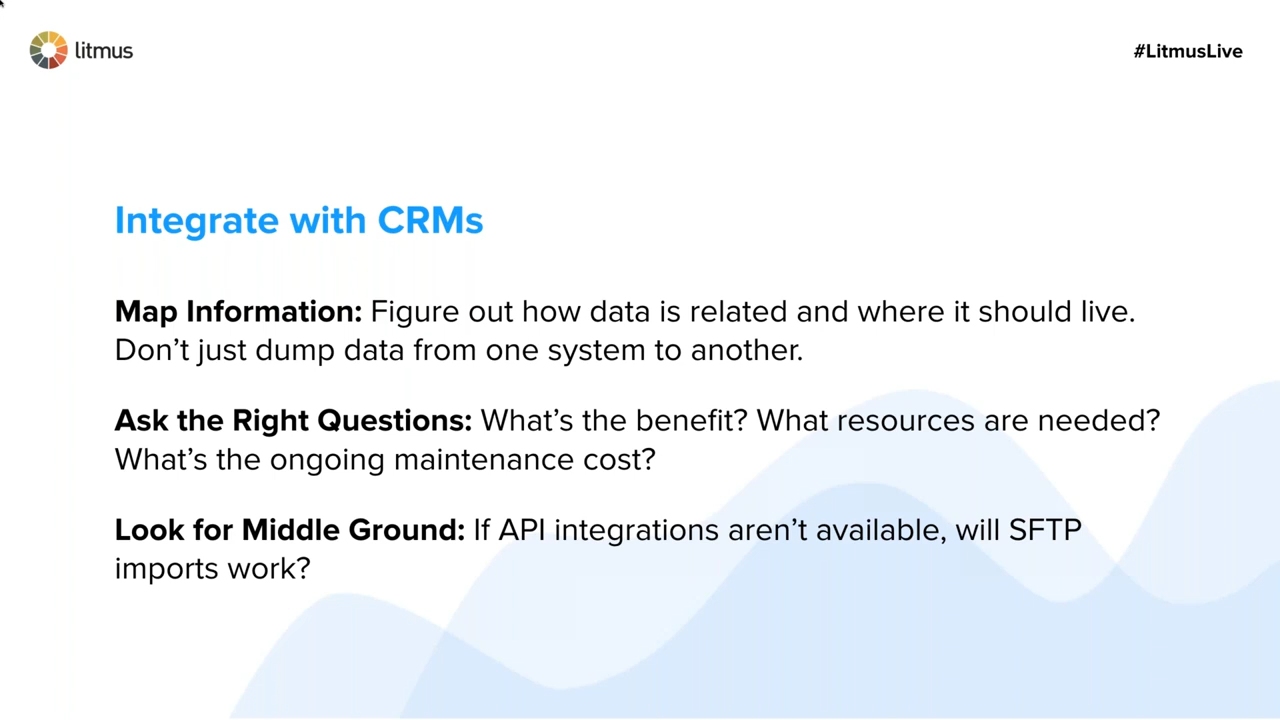 litmus
#LitmusLive
Integrate with CRMs
Map Information: Figure out how data is related and where it should live.
Don’t just dump data from one system to another.
Ask the Right Questions: What’s the benefit? What resources are needed?
What’s the ongoing maintenance cost?
Look for Middle Ground: If API integrations aren’t available, will SFTP
imports work?